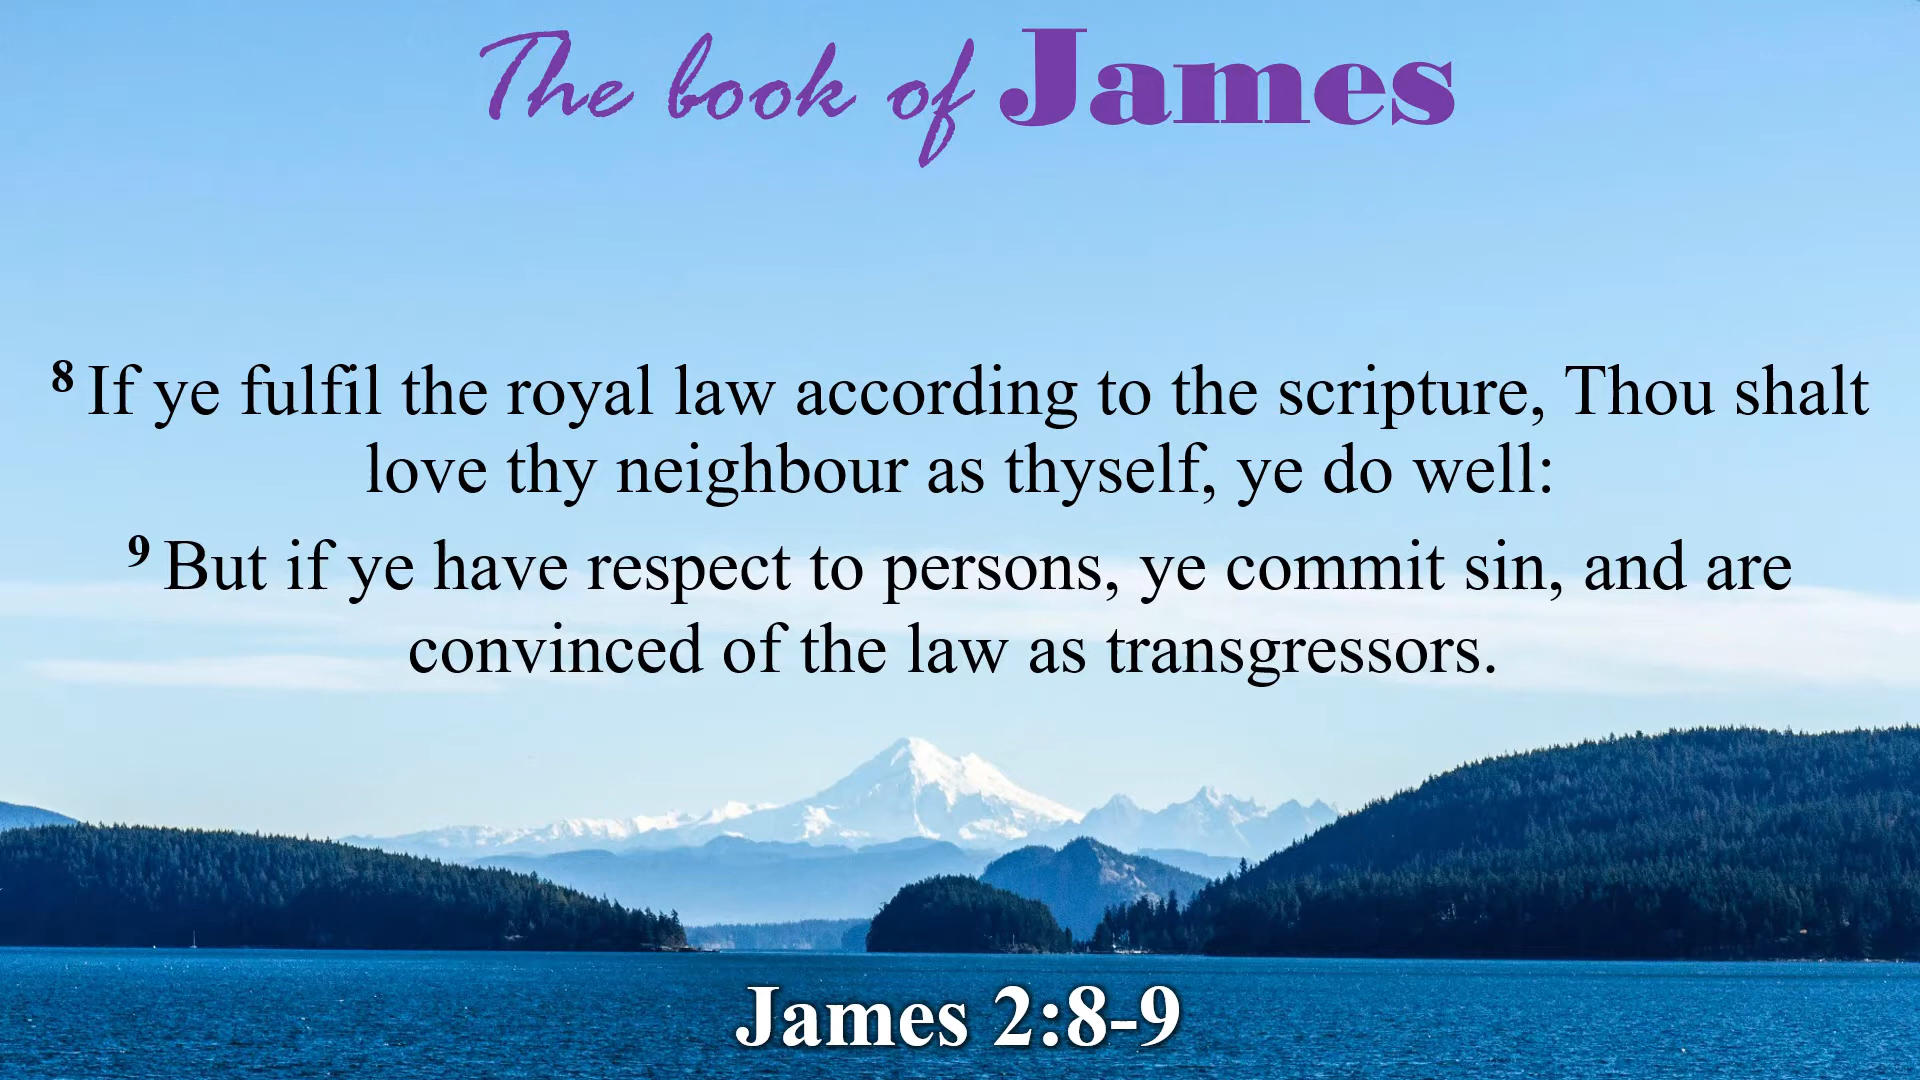 The book of James
8 If ye fulfil the royal law according to the scripture, Thou shalt
love thy neighbour as thyself, ye do well:
9 But if ye have respect to persons, ye commit sin, and are
convinced of the law as transgressors.
James 2:8-9